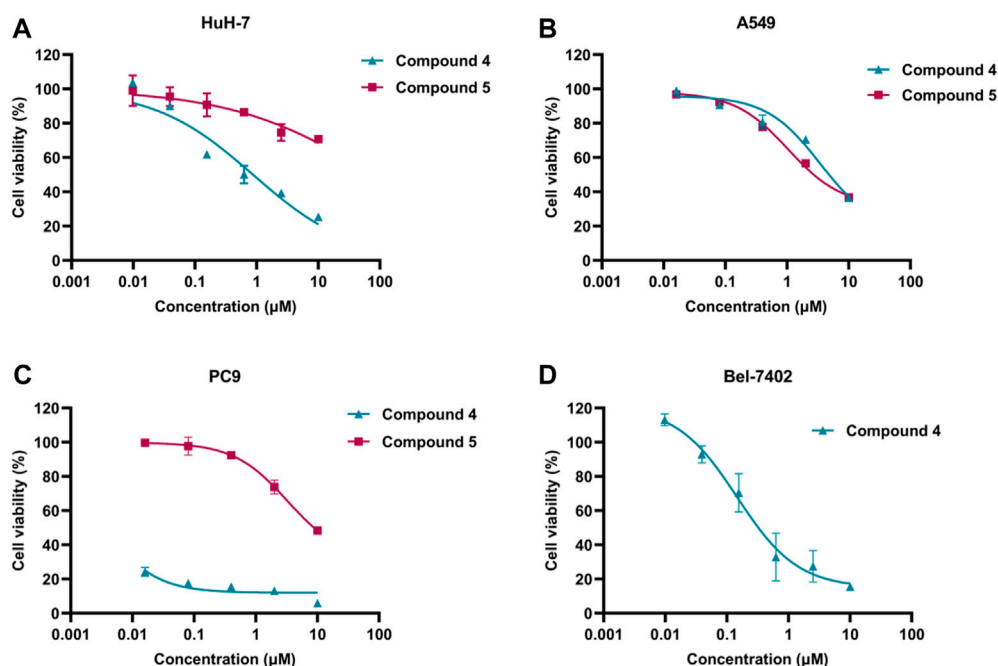 A
HuH-7
Compound 4
Compound 5
120
100
80
60
40
20
0
Cell viability (%)
0.001
0.01
0.1
1
10
100
Concentration (μM)
B
A549
Compound 4
Compound 5
120
100
80
60
40
20
0
Cell viability (%)
0.001
0.01
0.1
1
10
100
Concentration (μM)
C
PC9
Compound 4
Compound 5
120
100
80
60
40
20
0
Cell viability (%)
0.001
0.01
0.1
1
10
100
Concentration (μM)
D
Bel-7402
Compound 4
120
100
80
60
40
20
0
Cell viability (%)
0.001
0.01
0.1
1
10
100
Concentration (μM)